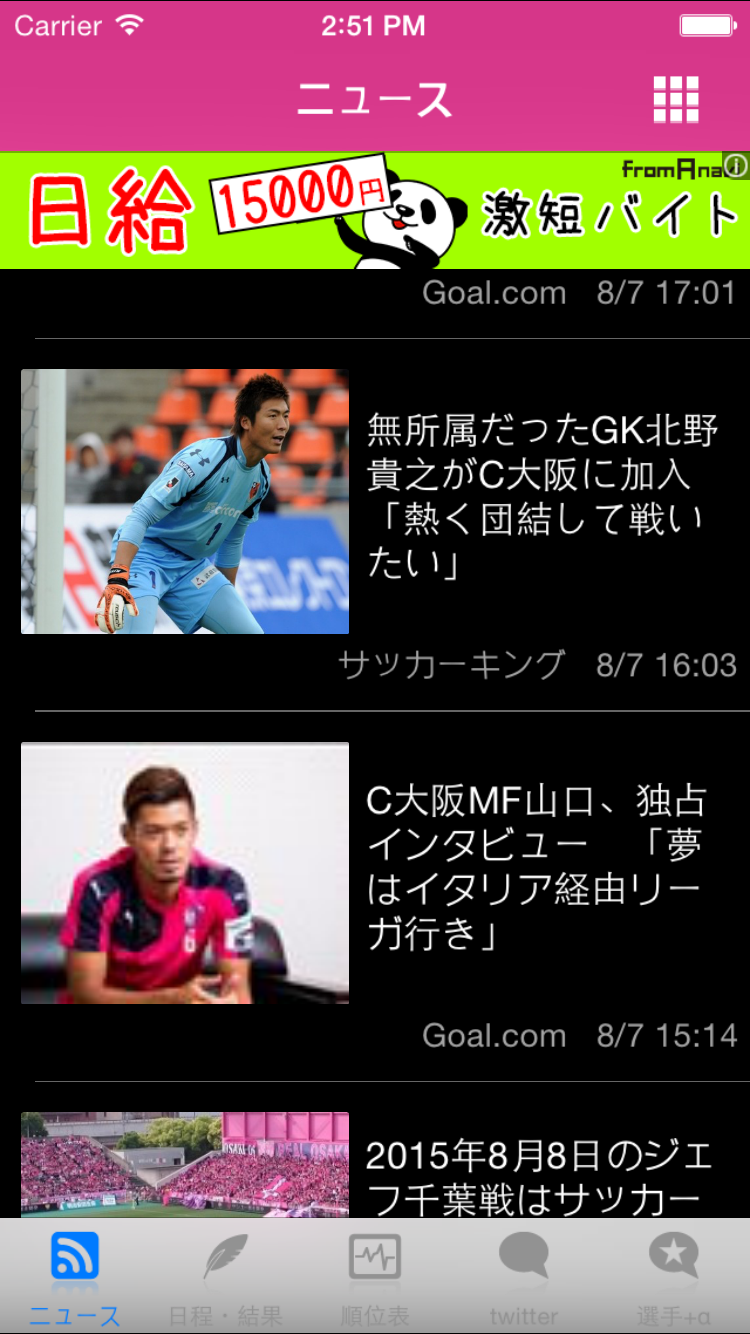 Carrier 2:51 PM
ニュース
日給 15000円 激短バイト
Goal.com 8/7 17:01
無所属だったGK北野
貴之がC大阪に加入
「熱く団結して戦い
たい」
サッカーキング 8/7 16:03
C大阪MF山口、独占
インタビュー　「夢
はイタリア経由リー
ガ行き」
Goal.com 8/7 15:14
2015年8月8日のジェ
フ千葉戦はサッカー
ニュース 日程・結果 順位表 twitter 選手+α